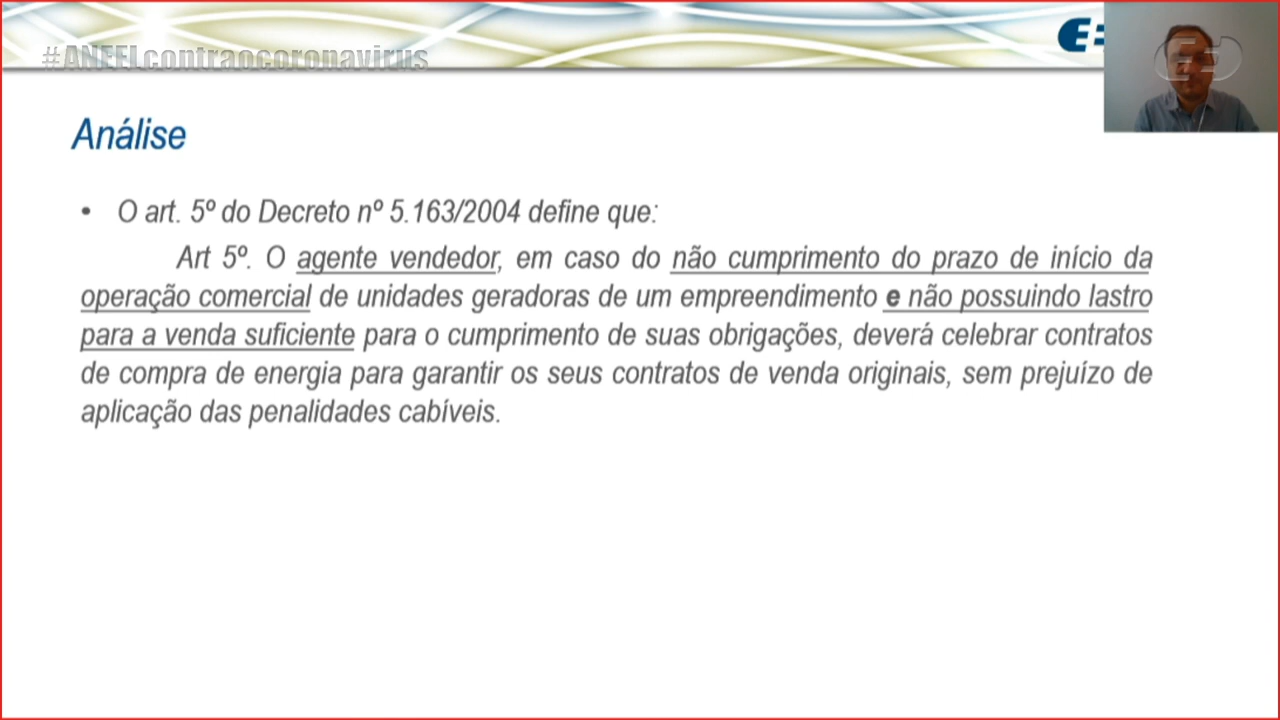 #ANEELcontraocoronavirus
Análise
• O art. 5º do Decreto nº 5.163/2004 define que:
Art 5º. O agente vendedor, em caso do não cumprimento do prazo de início da
operação comercial de unidades geradoras de um empreendimento e não possuindo lastro
para a venda suficiente para o cumprimento de suas obrigações, deverá celebrar contratos
de compra de energia para garantir os seus contratos de venda originais, sem prejuízo de
aplicação das penalidades cabíveis.